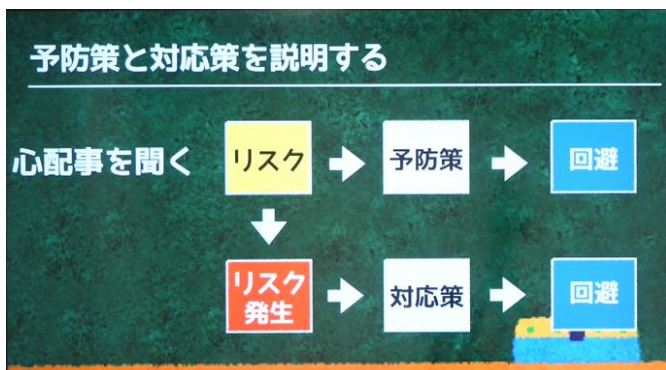 予防策と対応策を説明する
心配事を聞く
リスク
予防策
回避
リスク
発生
対応策
回避